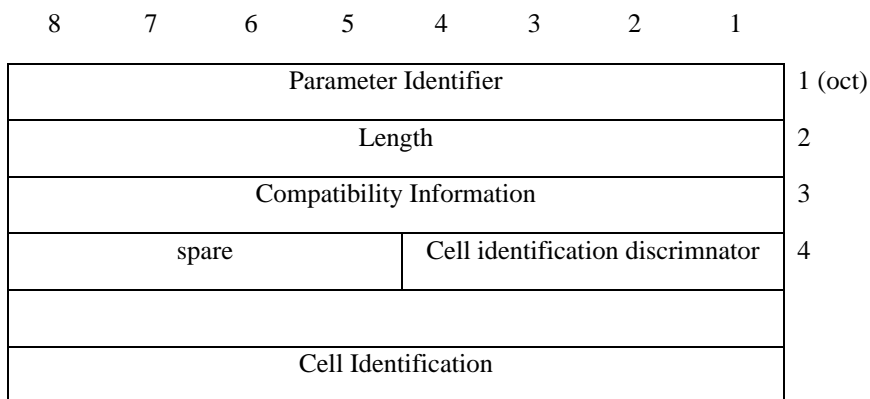 8 7 6 5 4 3 2 1
Parameter Identifier 1 (oct)
Length 2
Compatibility Information 3
spare Cell identification discrimnator 4
Cell Identification